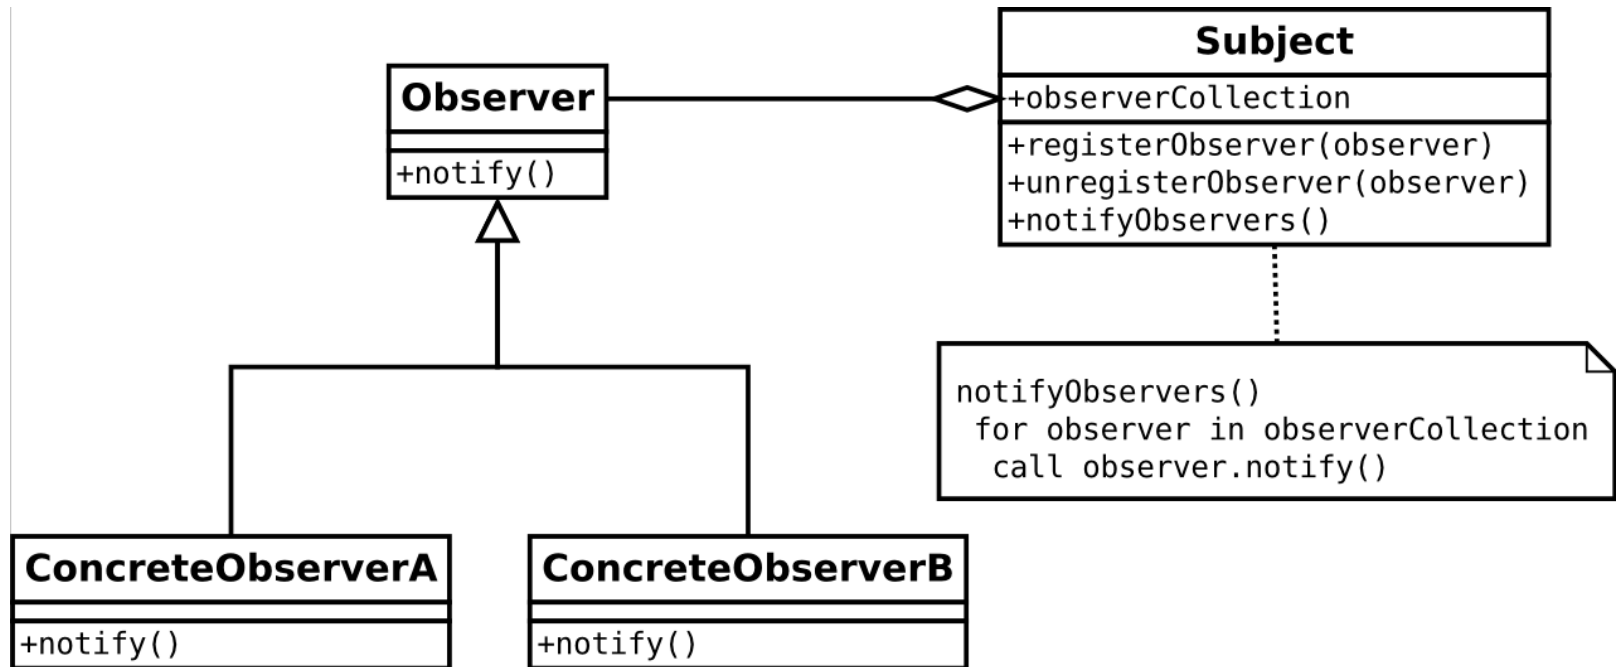 Subject
+observerCollection
+registerObserver(observer)
+unregisterObserver(observer)
+notifyObservers()
Observer
+notify()
notifyObservers()
for observer in observerCollection
call observer.notify()
ConcreteObserverA
+notify()
ConcreteObserverB
+notify()